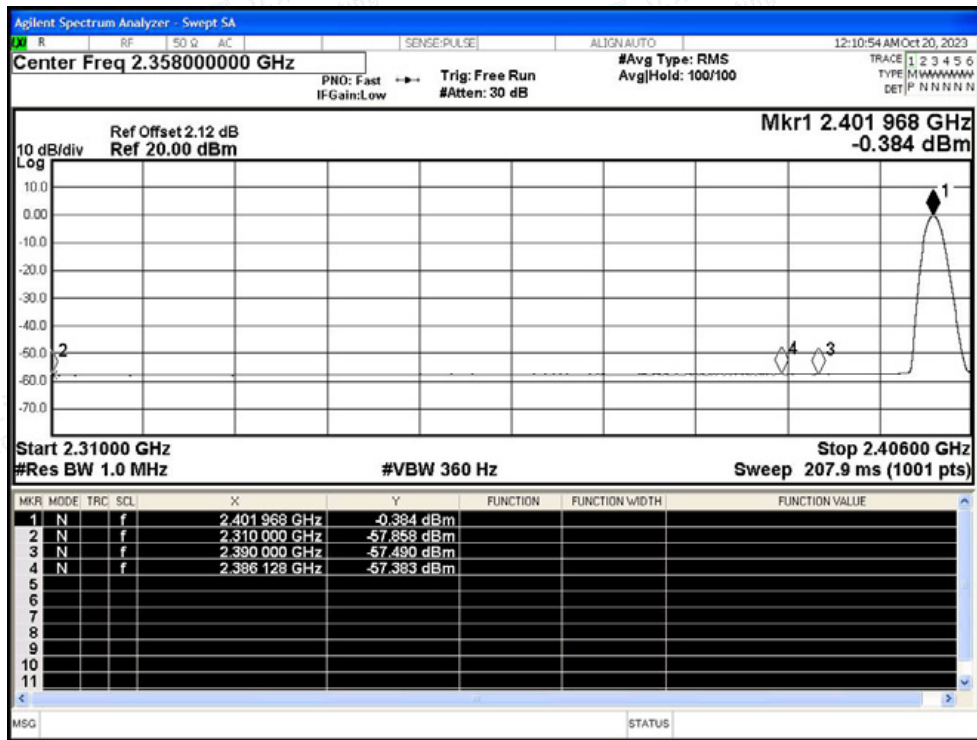 Agilent Spectrum Analyzer - Swept SA
R RF 50 Ω AC SENSE:PULSE ALIGNAUTO 12:10:54 AM Oct 20, 2023
Center Freq 2.358000000 GHz
PNO: Fast
IFGain:Low
Trig: Free Run
#Atten: 30 dB
#Avg Type: RMS
Avg|Hold: 100/100
TRACE 1 2 3 4 5 6
TYPE M WWWWW
DET P N N N N N
Ref Offset 2.12 dB
10 dB/div Ref 20.00 dBm
Log
Mkr1 2.401 968 GHz
-0.384 dBm
10.0
0.00
-10.0
-20.0
-30.0
-40.0
-50.0
-60.0
-70.0
1
2 4 3
Start 2.31000 GHz Stop 2.40600 GHz
#Res BW 1.0 MHz #VBW 360 Hz Sweep 207.9 ms (1001 pts)
MKR MODE TRC SCL X Y FUNCTION FUNCTION WIDTH FUNCTION VALUE
1 N f 2.401 968 GHz -0.384 dBm
2 N f 2.310 000 GHz -57.858 dBm
3 N f 2.390 000 GHz -57.490 dBm
4 N f 2.386 128 GHz -57.383 dBm
5
6
7
8
9
10
11
MSG STATUS